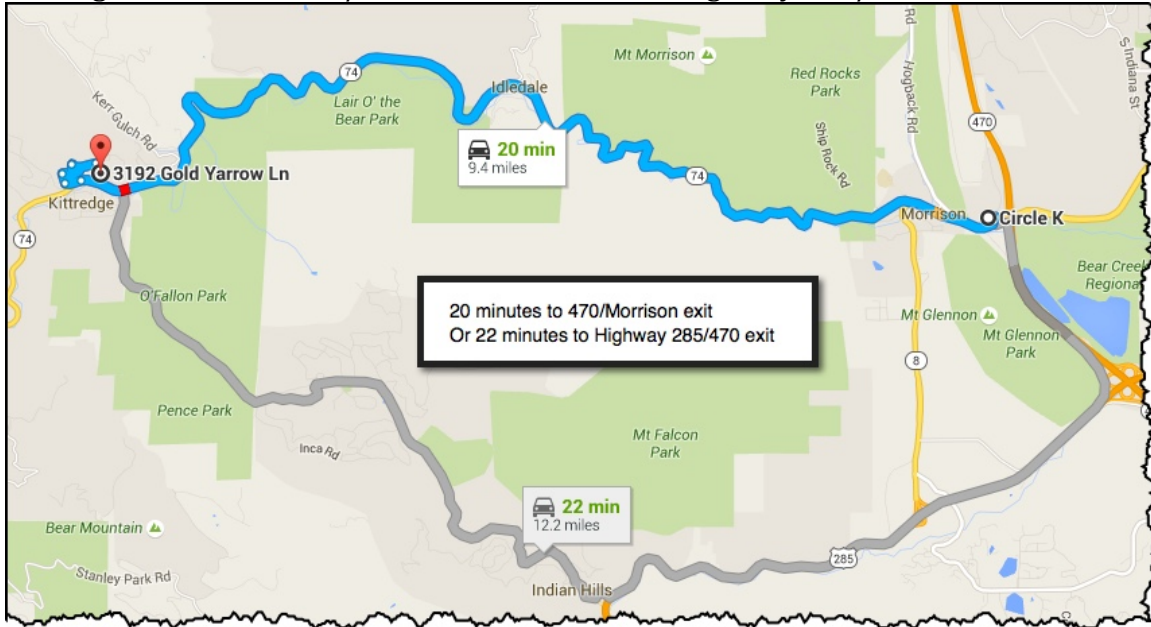 Mt Morrison
Red Rocks
Park
Rd
Hogback Rd
S Indiana St
74
Idledale
Lair O' the
Bear Park
Kerr Gulch Rd
470
20 min
9.4 miles
Ship Rock Rd
3192 Gold Yarrow Ln
74
Kittredge
Morrison
Circle K
74
Bear Creek
Regiona
O'Fallon Park
20 minutes to 470/Morrison exit
Or 22 minutes to Highway 285/470 exit
Mt Glennon
Mt Glennon
Park
8
Pence Park
Mt Falcon
Park
Inca Rd
22 min
12.2 miles
Bear Mountain
285
Stanley Park Rd
Indian Hills